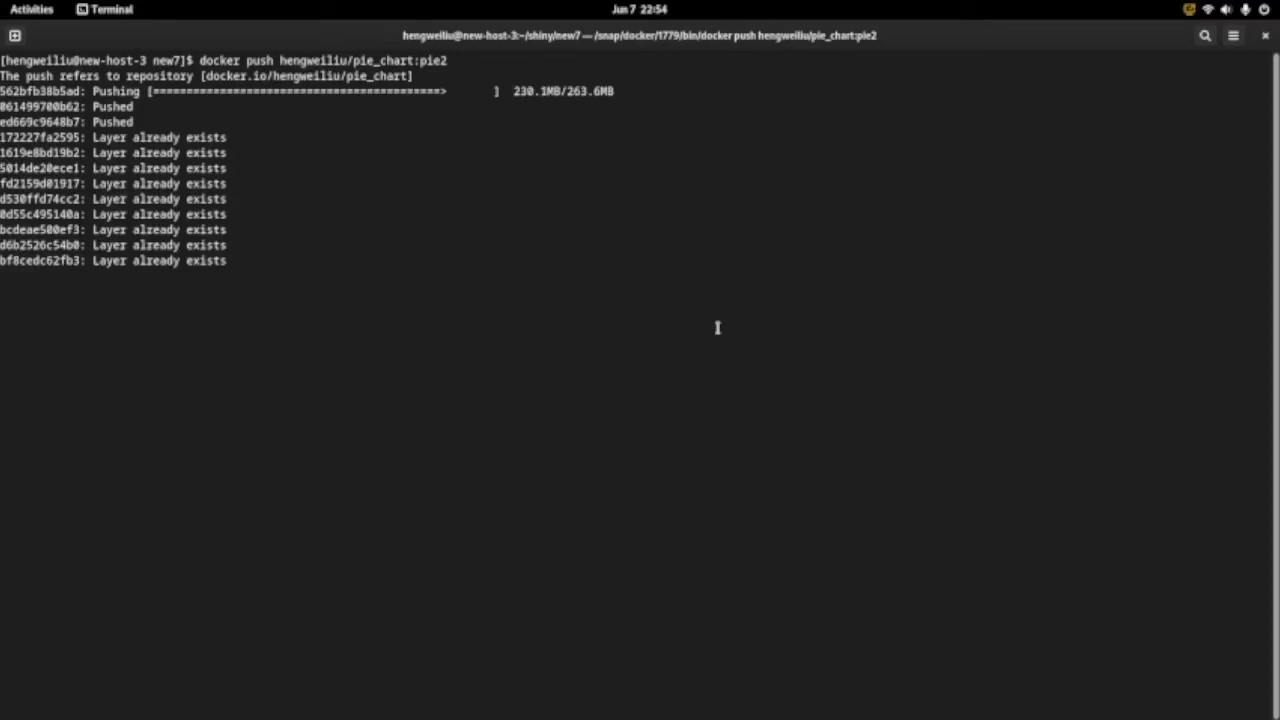 Activities Terminal Jun 7 22:54
hengweiliu@new-host-3:~/shiny/new7 — /snap/docker/1779/bin/docker push hengweiliu/pie_chart:pie2
[hengweiliu@new-host-3 new7]$ docker push hengweiliu/pie_chart:pie2
The push refers to repository [docker.io/hengweiliu/pie_chart]
562bfb38b5ad: Pushing [===========================================>       ]  230.1MB/263.6MB
061499700b62: Pushed
ed669c9648b7: Pushed
172227fa2595: Layer already exists
1619e8bd19b2: Layer already exists
5014de20ece1: Layer already exists
fd2159d01917: Layer already exists
d530ffd74cc2: Layer already exists
0d55c495140a: Layer already exists
bcdeae500ef3: Layer already exists
d6b2526c54b0: Layer already exists
bf8cedc62fb3: Layer already exists